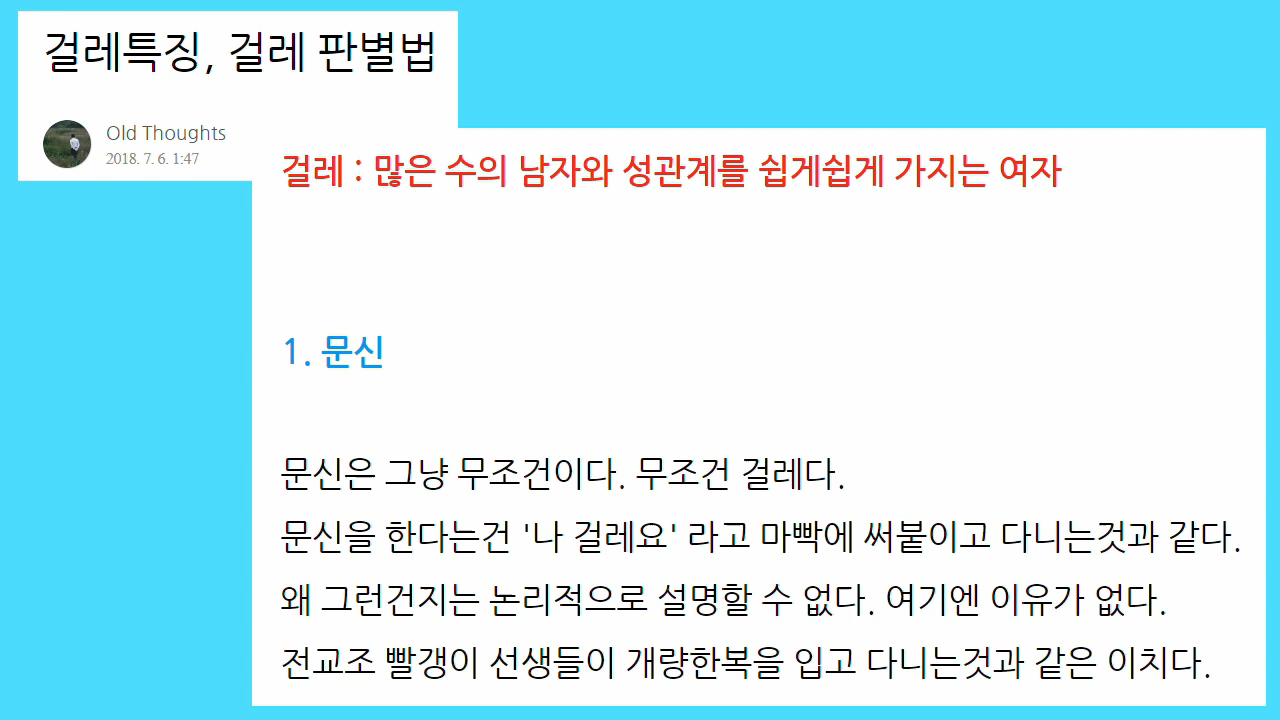 걸레특징, 걸레 판별법
Old Thoughts
2018. 7. 6. 1:47
걸레 : 많은 수의 남자와 성관계를 쉽게쉽게 가지는 여자
1. 문신
문신은 그냥 무조건이다. 무조건 걸레다.
문신을 한다는건 '나 걸레요' 라고 마빡에 써붙이고 다니는것과 같다.
왜 그런건지는 논리적으로 설명할 수 없다. 여기엔 이유가 없다.
전교조 빨갱이 선생들이 개량한복을 입고 다니는것과 같은 이치다.